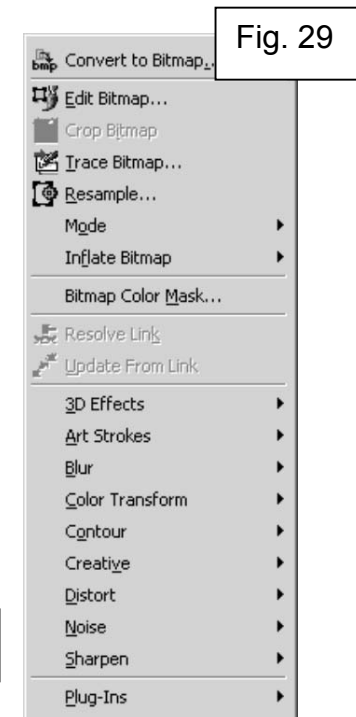 Fig. 29
Convert to Bitmap..
Edit Bitmap...
Crop Bitmap
Trace Bitmap...
Resample...
Mode
Inflate Bitmap
Bitmap Color Mask...
Resolve Link
Update From Link
3D Effects
Art Strokes
Blur
Color Transform
Contour
Creative
Distort
Noise
Sharpen
Plug-Ins